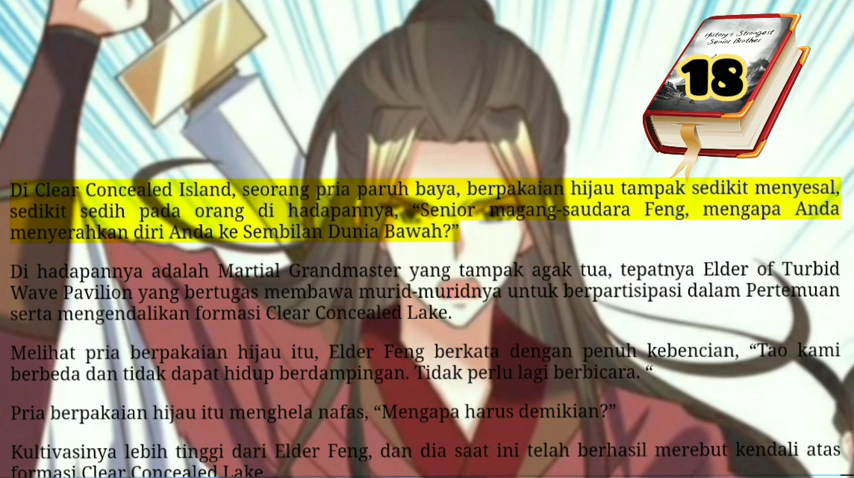 History's Strongest
Senior Brother
18
Di Clear Concealed Island, seorang pria paruh baya, berpakaian hijau tampak sedikit menyesal,
sedikit sedih pada orang di hadapannya, “Senior magang-saudara Feng, mengapa Anda
menyerahkan diri Anda ke Sembilan Dunia Bawah?”
Di hadapannya adalah Martial Grandmaster yang tampak agak tua, tepatnya Elder of Turbid
Wave Pavilion yang bertugas membawa murid-muridnya untuk berpartisipasi dalam Pertemuan
serta mengendalikan formasi Clear Concealed Lake.
Melihat pria berpakaian hijau itu, Elder Feng berkata dengan penuh kebencian, “Tao kami
berbeda dan tidak dapat hidup berdampingan. Tidak perlu lagi berbicara. “
Pria berpakaian hijau itu menghela nafas, “Mengapa harus demikian?”
Kultivasinya lebih tinggi dari Elder Feng, dan dia saat ini telah berhasil merebut kendali atas
formasi Clear Concealed Lake